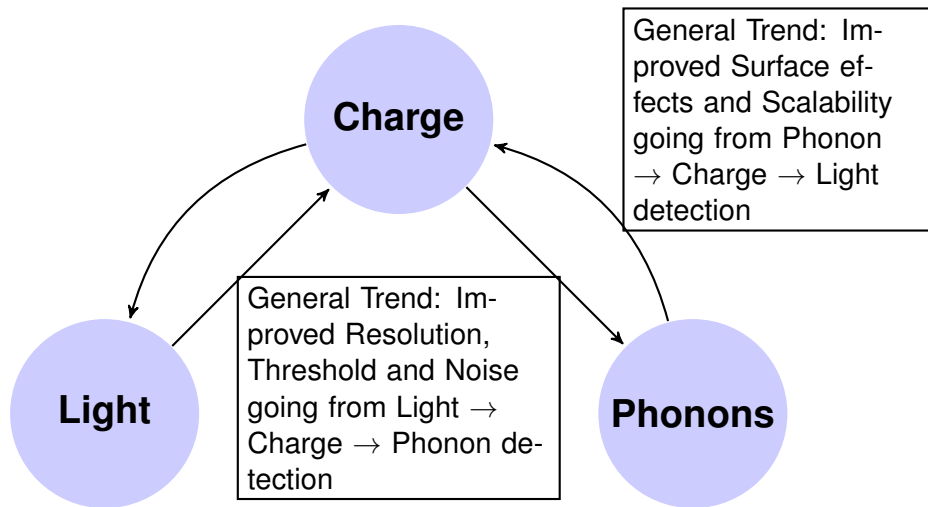 General Trend: Im-
proved Surface ef-
fects and Scalability
going from Phonon
→ Charge → Light
detection
Charge
General Trend: Im-
proved Resolution,
Threshold and Noise
going from Light →
Charge → Phonon de-
tection
Light
Phonons